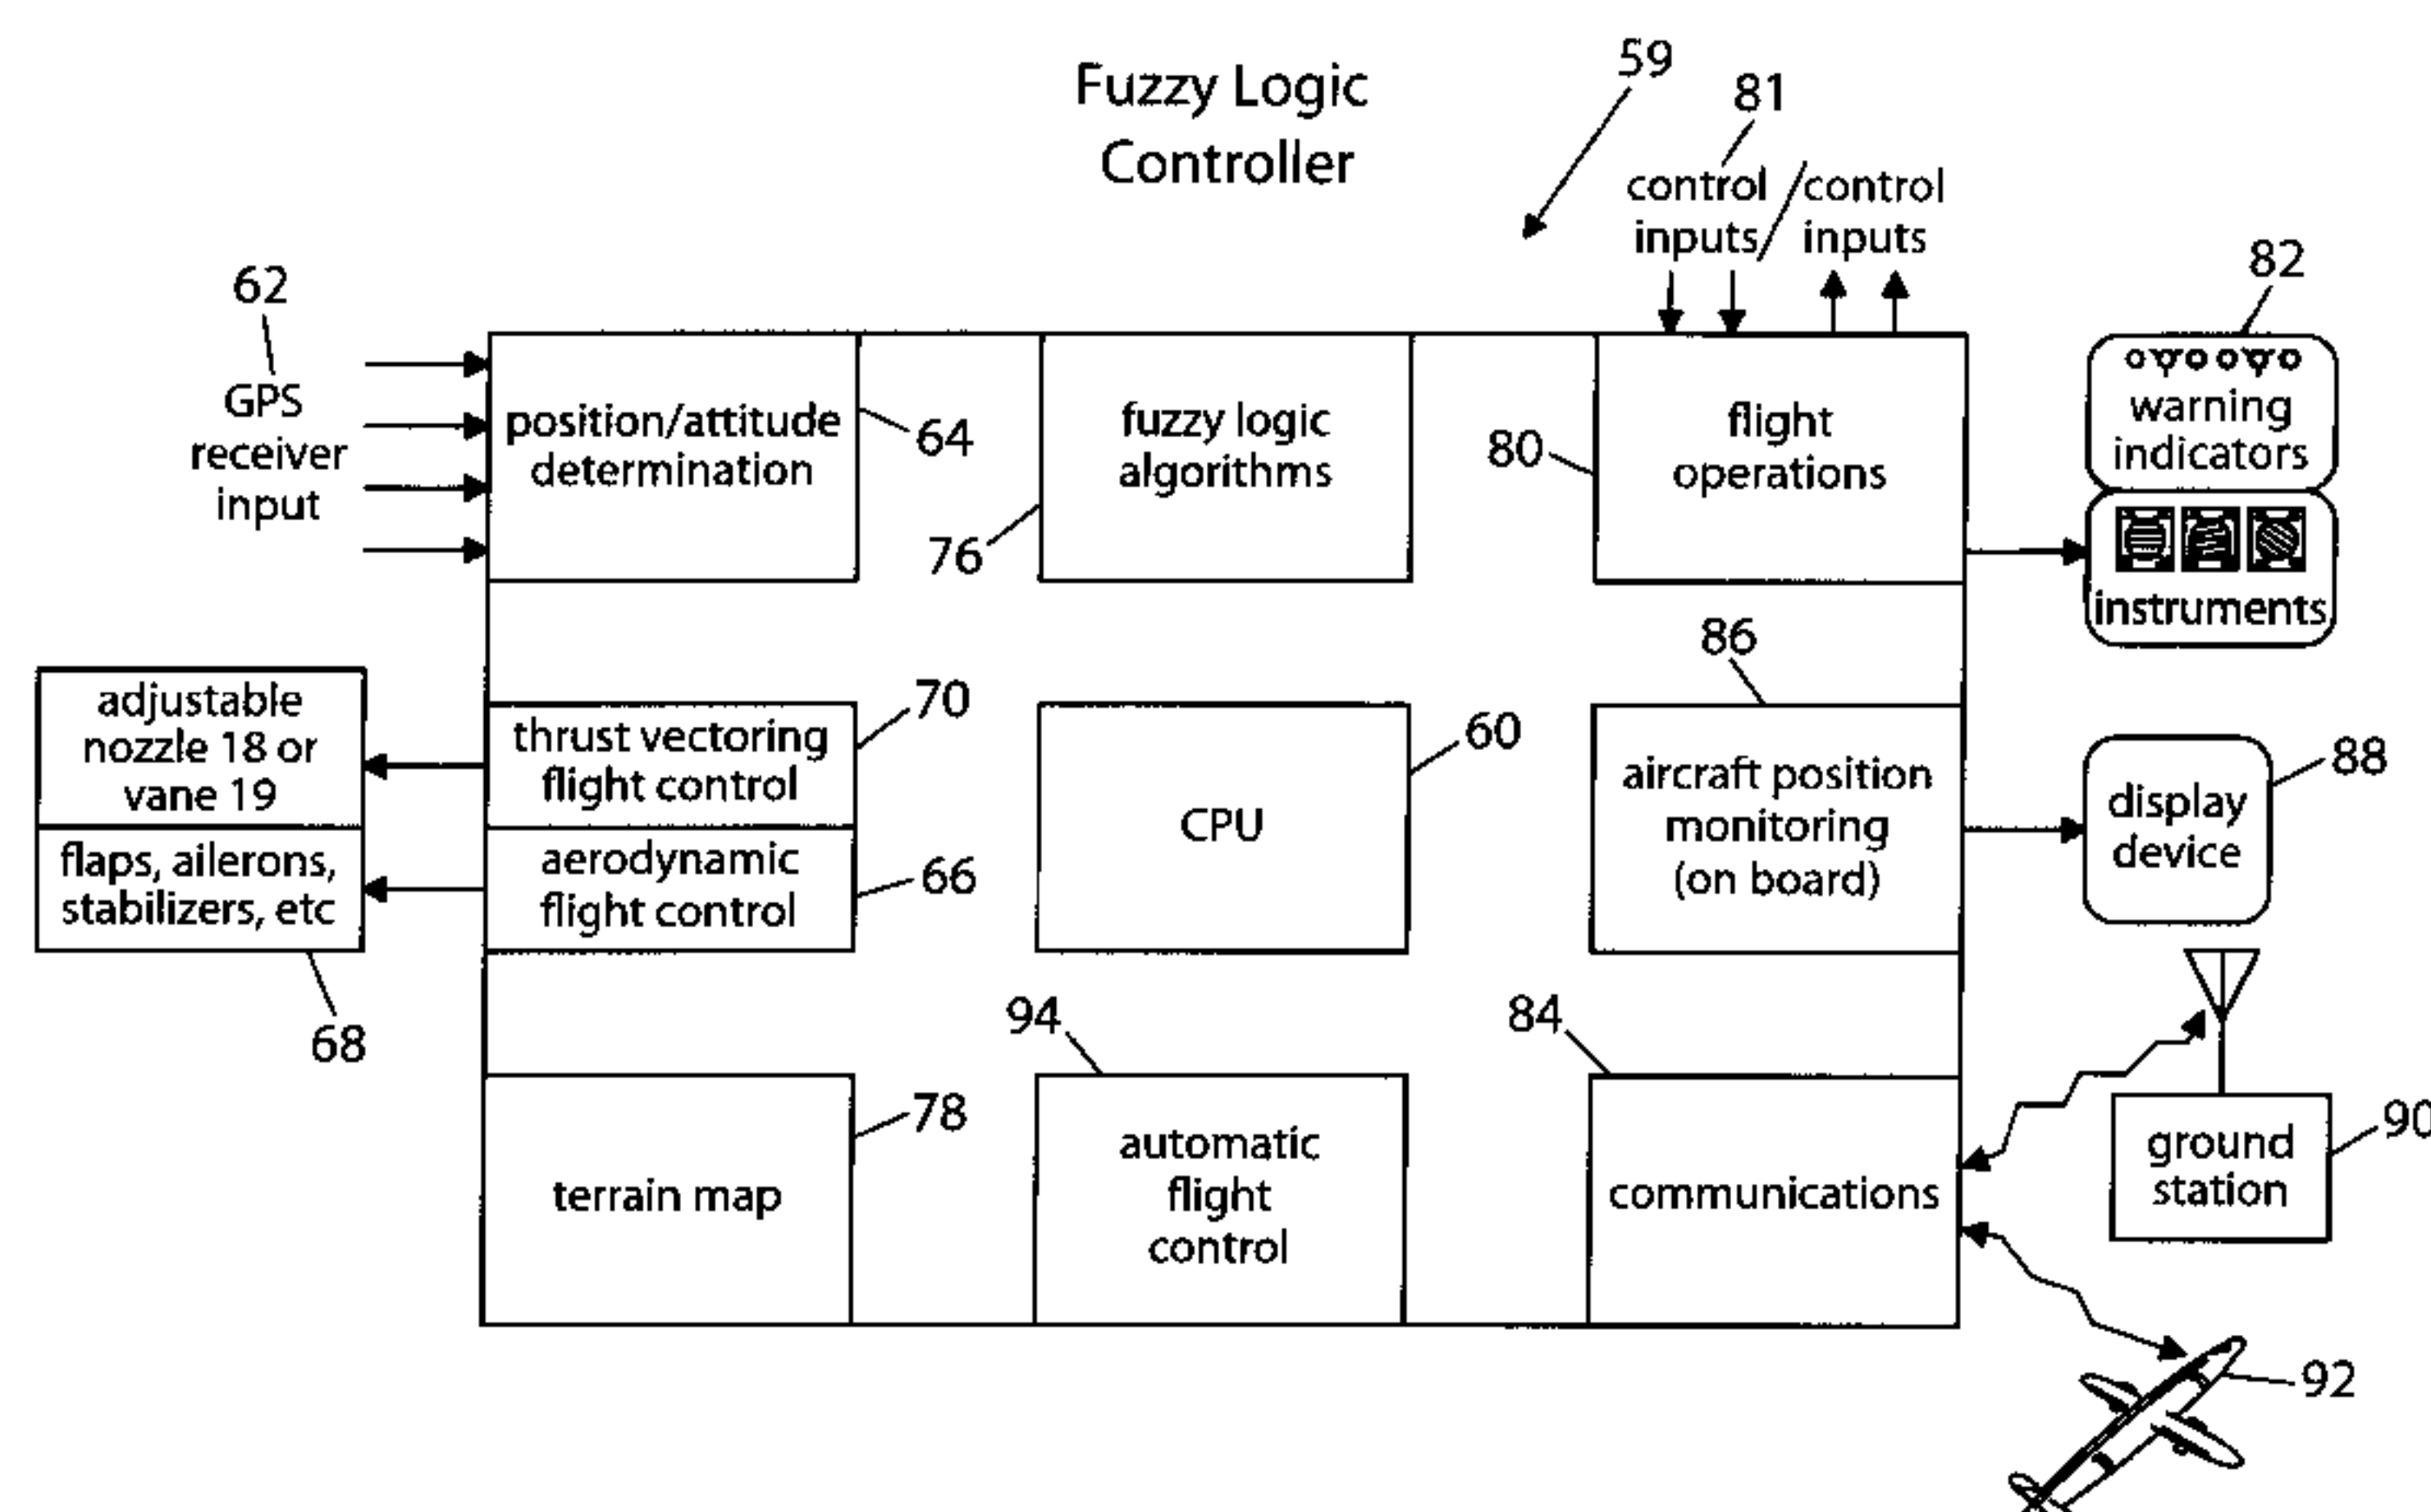 Fuzzy Logic
Controller
59
81
control
inputs
/
control
inputs
62
GPS
receiver
input
position/attitude
determination
64
fuzzy logic
algorithms
76
flight
operations
80
82
warning
indicators
instruments
adjustable
nozzle 18 or
vane 19
flaps, ailerons,
stabilizers, etc
68
thrust vectoring
flight control
70
aerodynamic
flight control
66
CPU
60
86
aircraft position
monitoring
(on board)
display
device
88
terrain map
78
94
automatic
flight
control
84
communications
ground
station
90
92